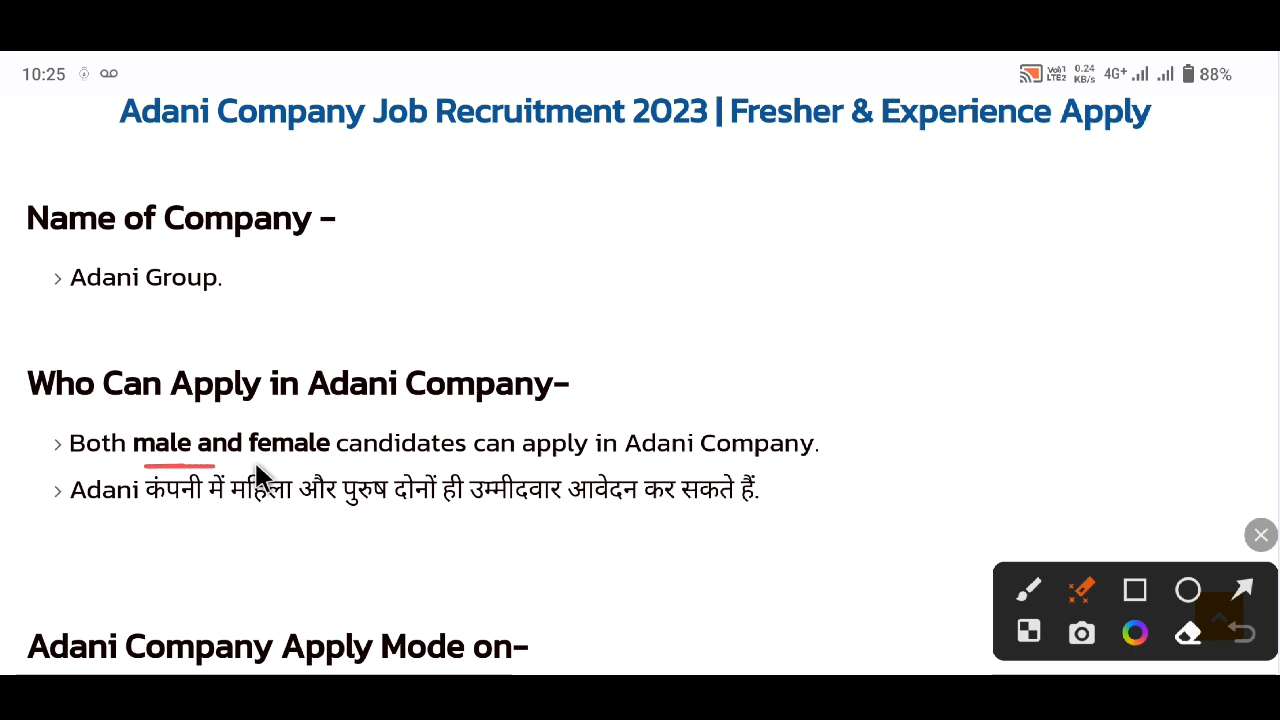 10:25
Vol1 LTE2 0.24 KB/s 4G+ 88%
Adani Company Job Recruitment 2023 | Fresher & Experience Apply
Name of Company –
Adani Group.
Who Can Apply in Adani Company–
Both male and female candidates can apply in Adani Company.
Adani कंपनी में महिला और पुरुष दोनों ही उम्मीदवार आवेदन कर सकते हैं.
Adani Company Apply Mode on–